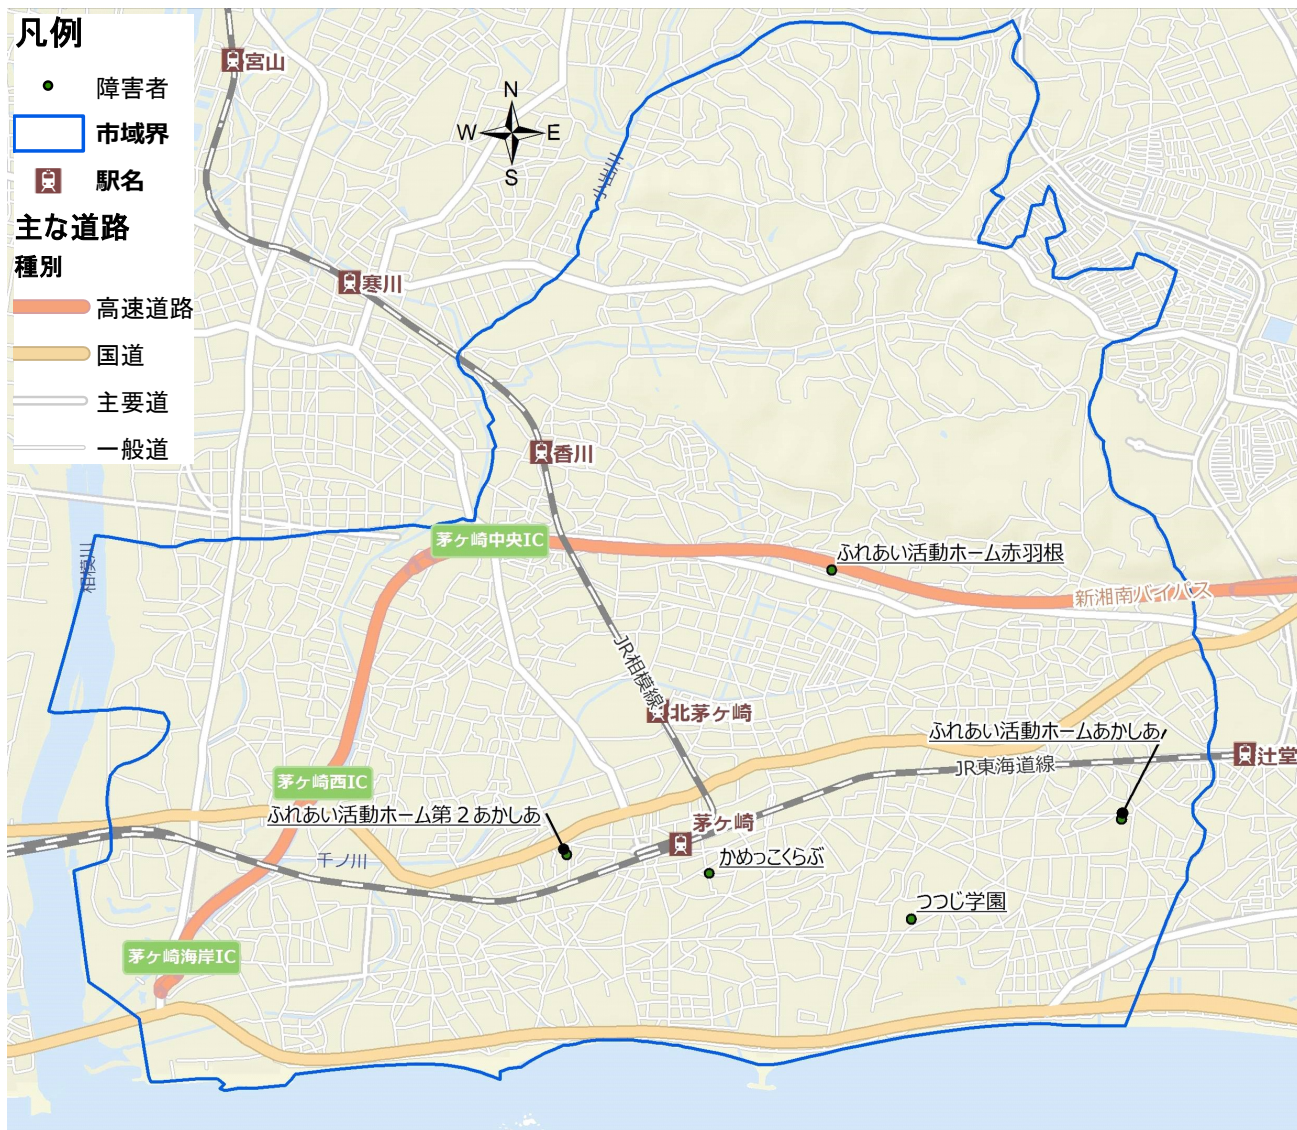 凡例
障害者
市域界
駅名
主な道路
種別
高速道路
国道
主要道
一般道
宮山
N
W
E
S
小出川
寒川
香川
茅ヶ崎中央IC
相模川
ふれあい活動ホーム赤羽根
新湘南バイパス
JR相模線
北茅ヶ崎
ふれあい活動ホームあかしあ
辻堂
JR東海道線
茅ヶ崎西IC
ふれあい活動ホーム第２あかしあ
茅ヶ崎
千ノ川
かめっこくらぶ
つつじ学園
茅ヶ崎海岸IC